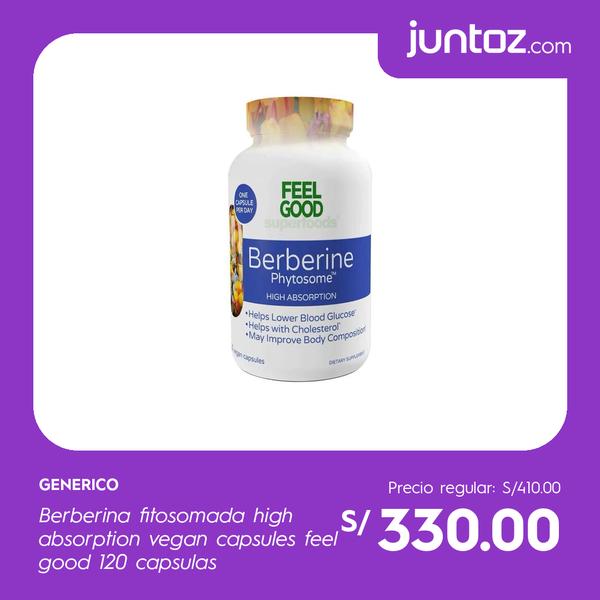 juntoz.com
ONE
CAPSULE
PER DAY
FEEL
GOOD
superfoods
Berberine
Phytosome™
HIGH ABSORPTION
•Helps Lower Blood Glucose*
•Helps with Cholesterol*
•May Improve Body Composition
vegan capsules
DIETARY SUPPLEMENT
GENERICO
Berberina fitosomada high
absorption vegan capsules feel
good 120 capsulas
Precio regular: S/410.00
S/ 330.00